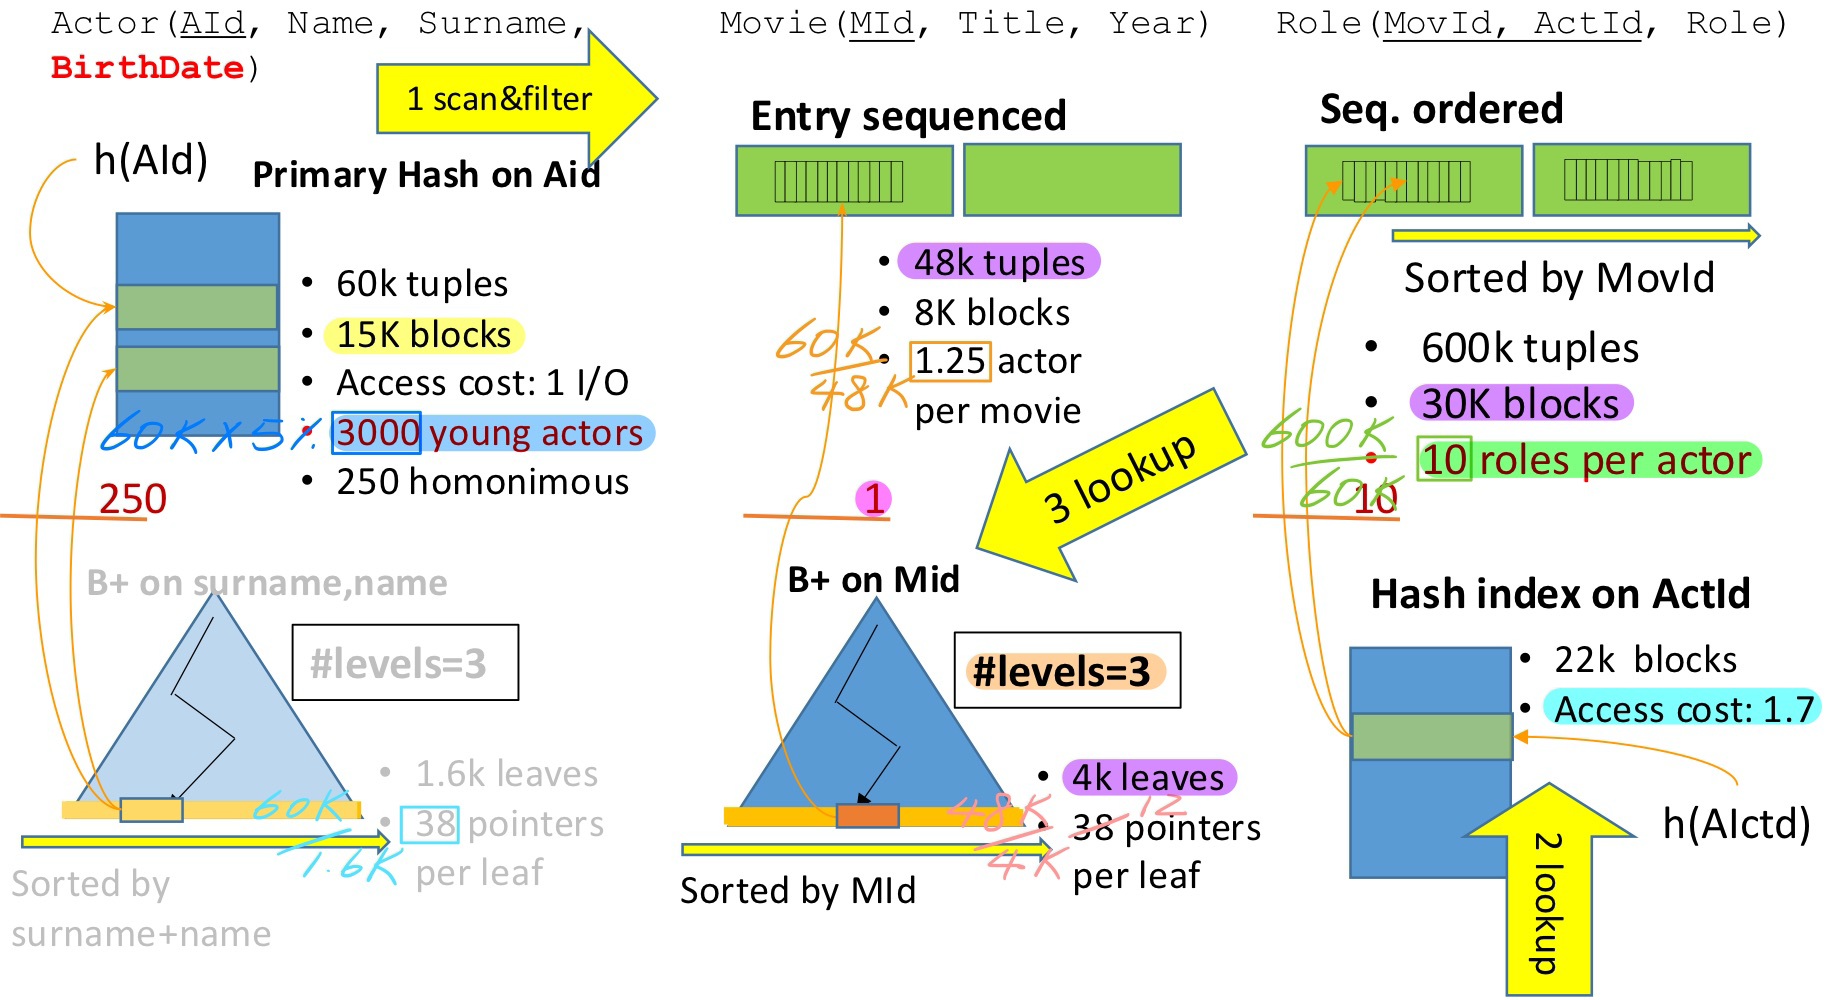 Actor(AId, Name, Surname,
BirthDate)
1 scan&filter
h(AId)
Primary Hash on Aid
• 60k tuples
• 15K blocks
• Access cost: 1 I/O
60K x 5%
• 3000 young actors
• 250 homonimous
250
B+ on surname,name
#levels=3
• 1.6k leaves
60K
1.6K
• 38 pointers
per leaf
Sorted by
surname+name
Movie(MId, Title, Year)
Entry sequenced
• 48k tuples
• 8K blocks
60K
48K
• 1.25 actor
per movie
1
3 lookup
B+ on Mid
#levels=3
• 4k leaves
48K
4K
12
• 38 pointers
per leaf
Sorted by MId
Role(MovId, ActId, Role)
Seq. ordered
Sorted by MovId
• 600k tuples
• 30K blocks
600K
60K
• 10 roles per actor
10
Hash index on ActId
• 22k blocks
• Access cost: 1.7
h(AIctd)
2 lookup